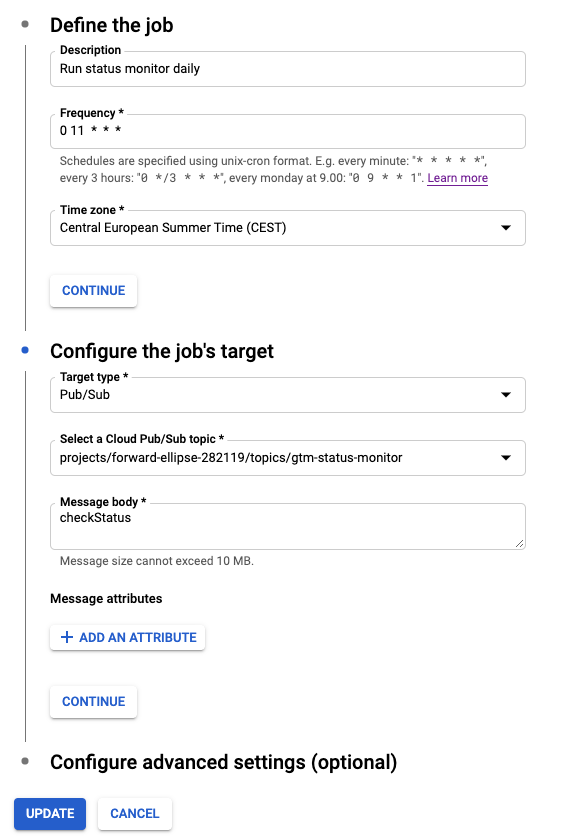 Define the job
Description
Run status monitor daily
Frequency *
0 11 * * *
Schedules are specified using unix-cron format. E.g. every minute: "* * * * *",
every 3 hours: "0 */3 * * *", every monday at 9.00: "0 9 * * 1". Learn more
Time zone *
Central European Summer Time (CEST)
CONTINUE
Configure the job's target
Target type *
Pub/Sub
Select a Cloud Pub/Sub topic *
projects/forward-ellipse-282119/topics/gtm-status-monitor
Message body *
checkStatus
Message size cannot exceed 10 MB.
Message attributes
+ ADD AN ATTRIBUTE
CONTINUE
Configure advanced settings (optional)
UPDATE CANCEL